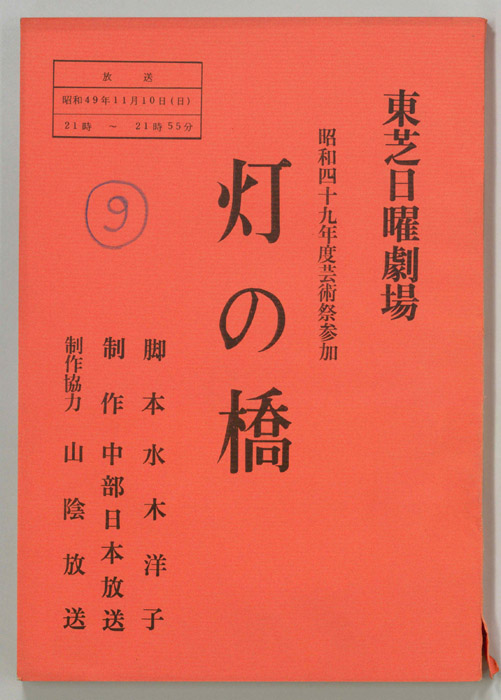 東芝日曜劇場
昭和四十九年度芸術祭参加
灯の橋
脚本 水木洋子
制作 中部日本放送
制作協力 山陰放送
放送
昭和49年11月10日(日)
21時 ~ 21時55分
9